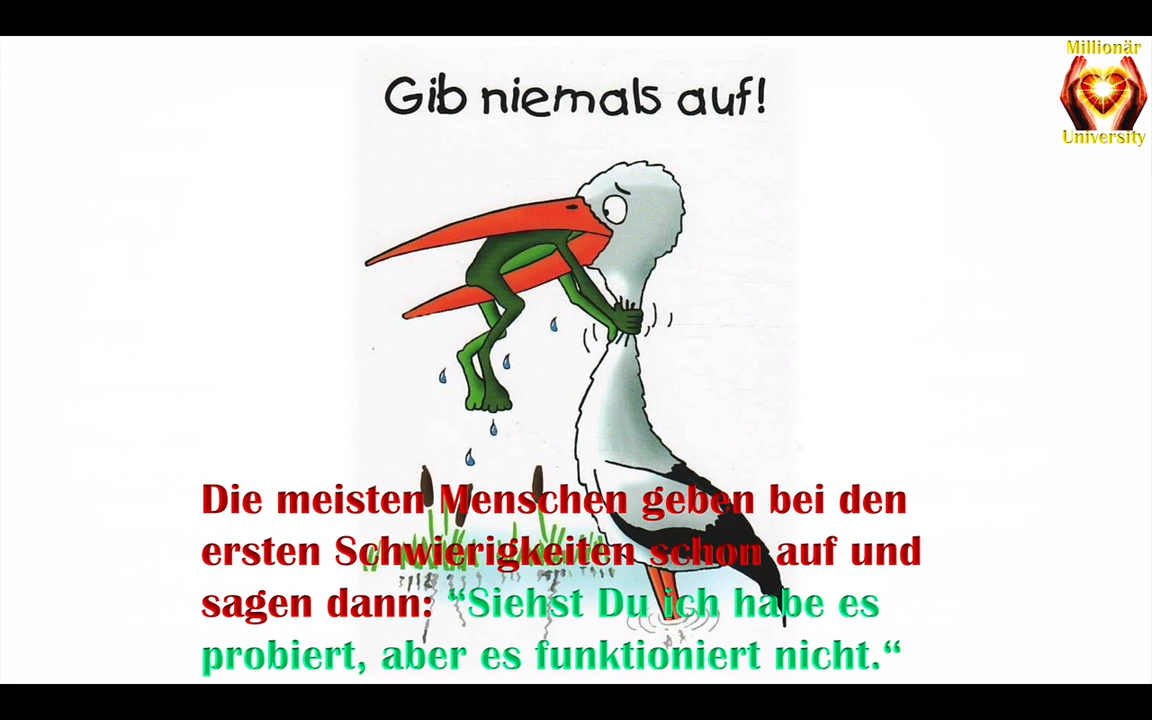 Millionär
University
Gib niemals auf!
Die meisten Menschen geben bei den
ersten Schwierigkeiten schon auf und
sagen dann: “Siehst Du ich habe es
probiert, aber es funktioniert nicht.“